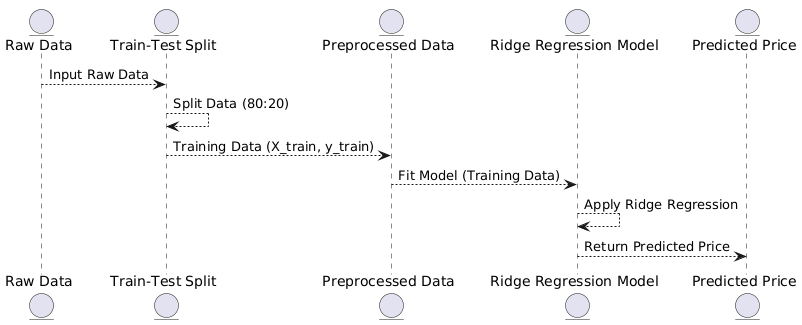 Raw Data
Train-Test Split
Preprocessed Data
Ridge Regression Model
Predicted Price
Input Raw Data
Split Data (80:20)
Training Data (X_train, y_train)
Fit Model (Training Data)
Apply Ridge Regression
Return Predicted Price
Raw Data
Train-Test Split
Preprocessed Data
Ridge Regression Model
Predicted Price